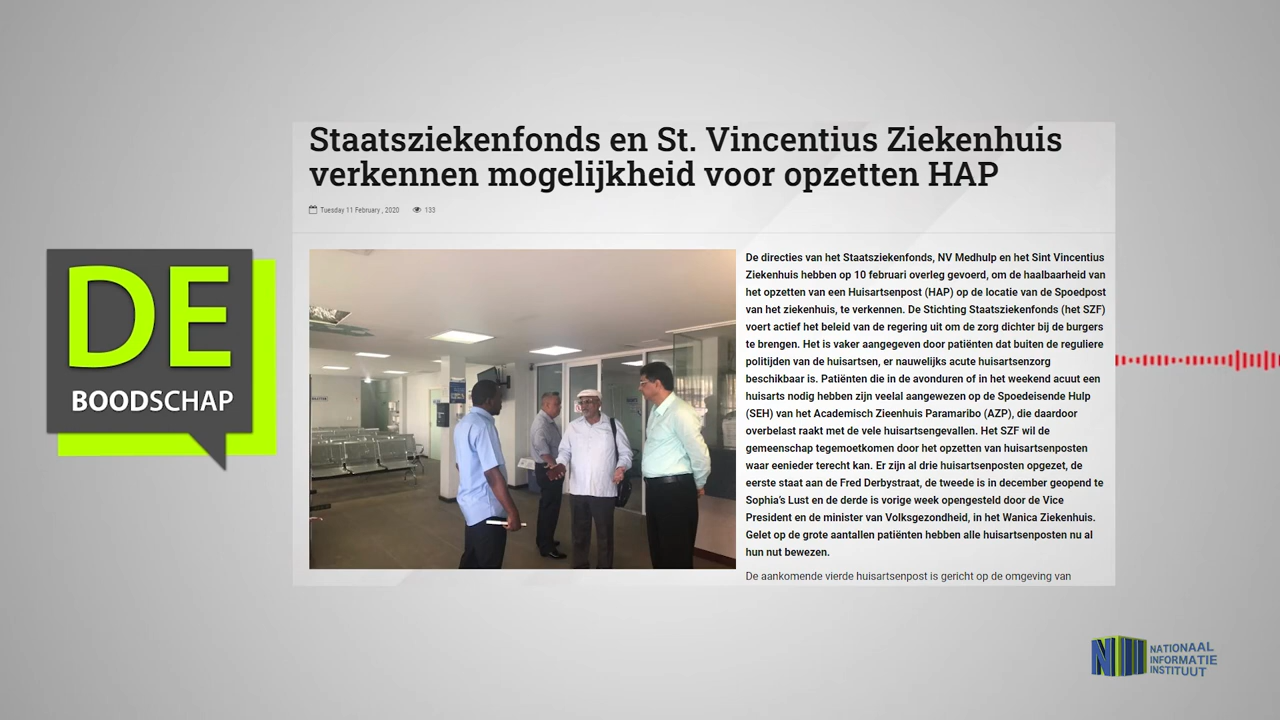 Staatsziekenfonds en St. Vincentius Ziekenhuis
verkennen mogelijkheid voor opzetten HAP
Tuesday 11 February , 2020 133
DE
BOODSCHAP
De directies van het Staatsziekenfonds, NV Medhulp en het Sint Vincentius
Ziekenhuis hebben op 10 februari overleg gevoerd, om de haalbaarheid van
het opzetten van een Huisartsenpost (HAP) op de locatie van de Spoedpost
van het ziekenhuis, te verkennen. De Stichting Staatsziekenfonds (het SZF)
voert actief het beleid van de regering uit om de zorg dichter bij de burgers
te brengen. Het is vaker aangegeven door patiënten dat buiten de reguliere
politijden van de huisartsen, er nauwelijks acute huisartsenzorg
beschikbaar is. Patiënten die in de avonduren of in het weekend acuut een
huisarts nodig hebben zijn veelal aangewezen op de Spoedeisende Hulp
(SEH) van het Academisch Zieenhuis Paramaribo (AZP), die daardoor
overbelast raakt met de vele huisartsengevallen. Het SZF wil de
gemeenschap tegemoetkomen door het opzetten van huisartsenposten
waar eenieder terecht kan. Er zijn al drie huisartsenposten opgezet, de
eerste staat aan de Fred Derbystraat, de tweede is in december geopend te
Sophia's Lust en de derde is vorige week opengesteld door de Vice
President en de minister van Volksgezondheid, in het Wanica Ziekenhuis.
Gelet op de grote aantallen patiënten hebben alle huisartsenposten nu al
hun nut bewezen.
De aankomende vierde huisartsenpost is gericht op de omgeving van
NII NATIONAAL
INFORMATIE
INSTITUUT